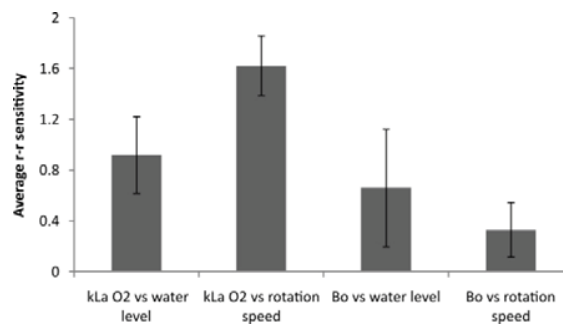 2
1.6
1.2
0.8
0.4
0
Average r-r sensitivity
kLa O2 vs water
level
kLa O2 vs rotation
speed
Bo vs water level
Bo vs rotation
speed